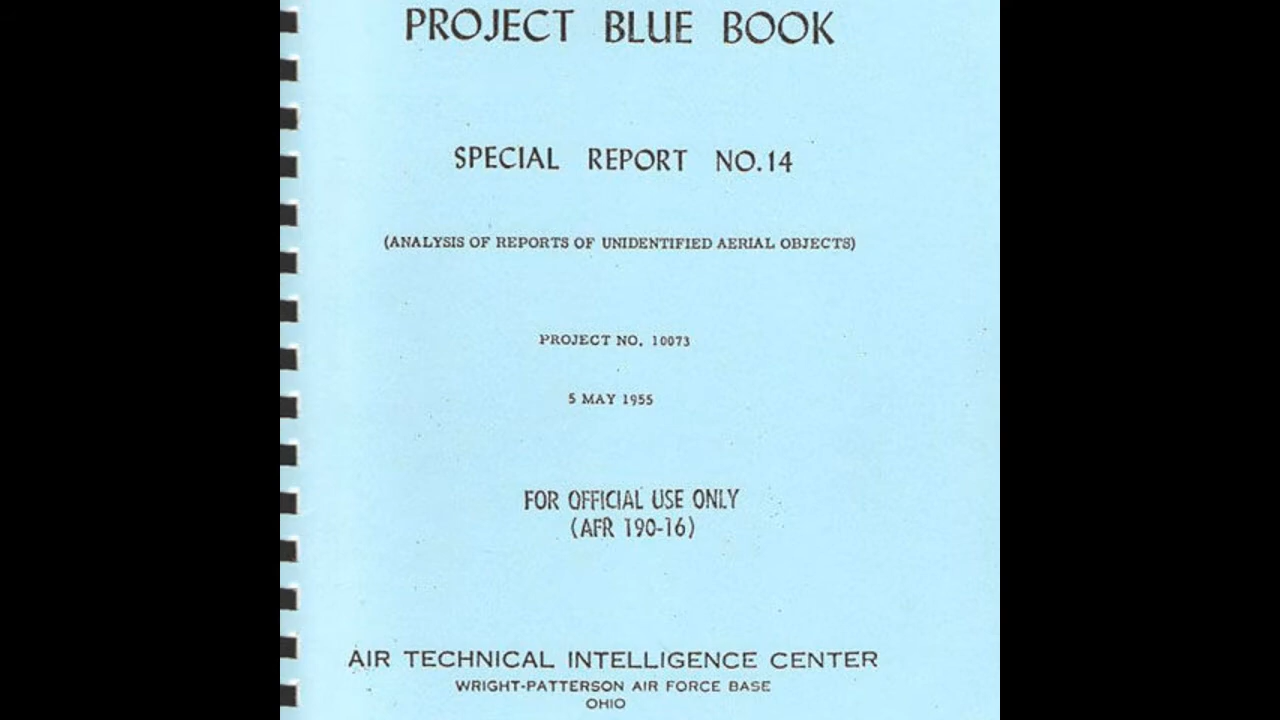 PROJECT BLUE BOOK
SPECIAL REPORT NO.14
(ANALYSIS OF REPORTS OF UNIDENTIFIED AERIAL OBJECTS)
PROJECT NO. 10073
5 MAY 1955
FOR OFFICIAL USE ONLY
(AFR 190-16)
AIR TECHNICAL INTELLIGENCE CENTER
WRIGHT-PATTERSON AIR FORCE BASE
OHIO